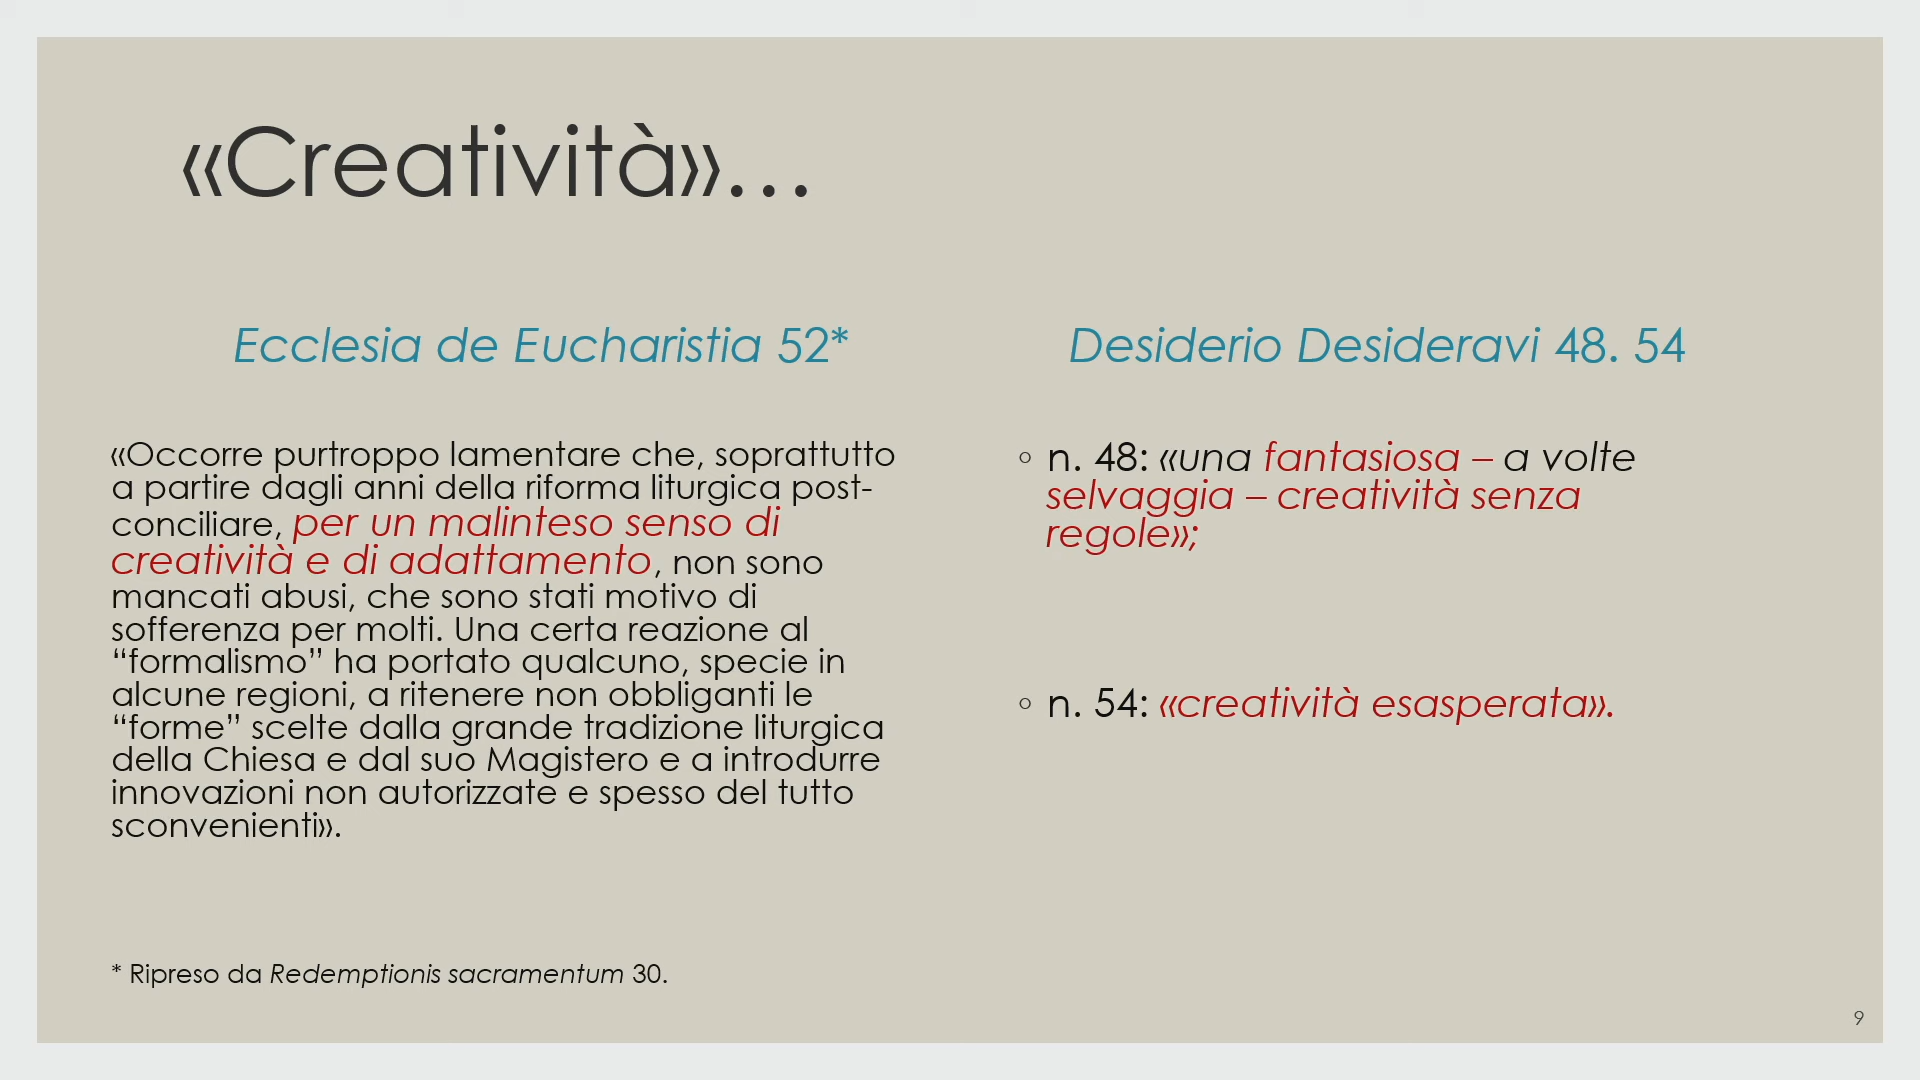 «Creatività»…
Ecclesia de Eucharistia 52*
«Occorre purtroppo lamentare che, soprattutto
a partire dagli anni della riforma liturgica post-
conciliare, per un malinteso senso di
creatività e di adattamento, non sono
mancati abusi, che sono stati motivo di
sofferenza per molti. Una certa reazione al
“formalismo” ha portato qualcuno, specie in
alcune regioni, a ritenere non obbliganti le
“forme” scelte dalla grande tradizione liturgica
della Chiesa e dal suo Magistero e a introdurre
innovazioni non autorizzate e spesso del tutto
sconvenienti».
* Ripreso da Redemptionis sacramentum 30.
Desiderio Desideravi 48. 54
◦ n. 48: «una fantasiosa – a volte
selvaggia – creatività senza
regole»;
◦ n. 54: «creatività esasperata».
9